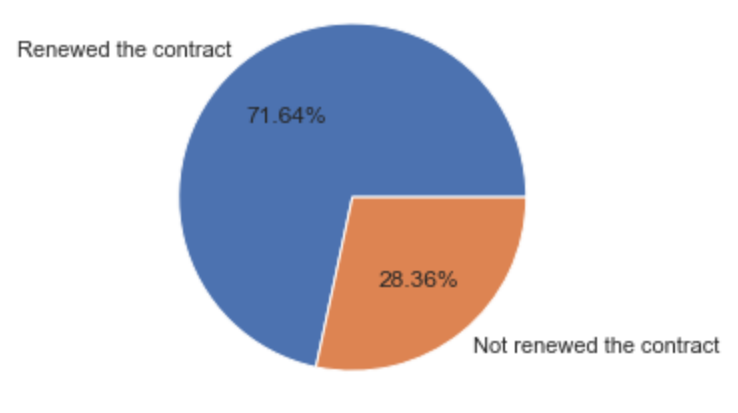 Renewed the contract
71.64%
28.36%
Not renewed the contract